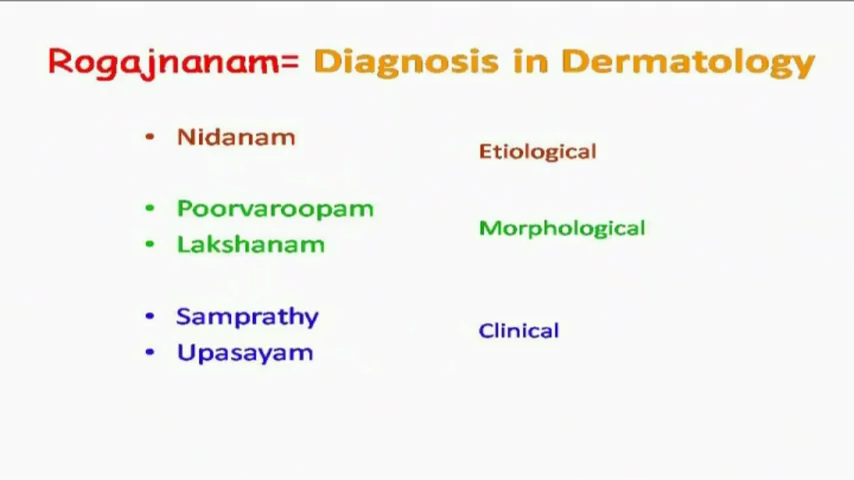 Rogajnanam= Diagnosis in Dermatology
• Nidanam
Etiological
• Poorvaroopam
• Lakshanam
Morphological
• Samprathy
• Upasayam
Clinical